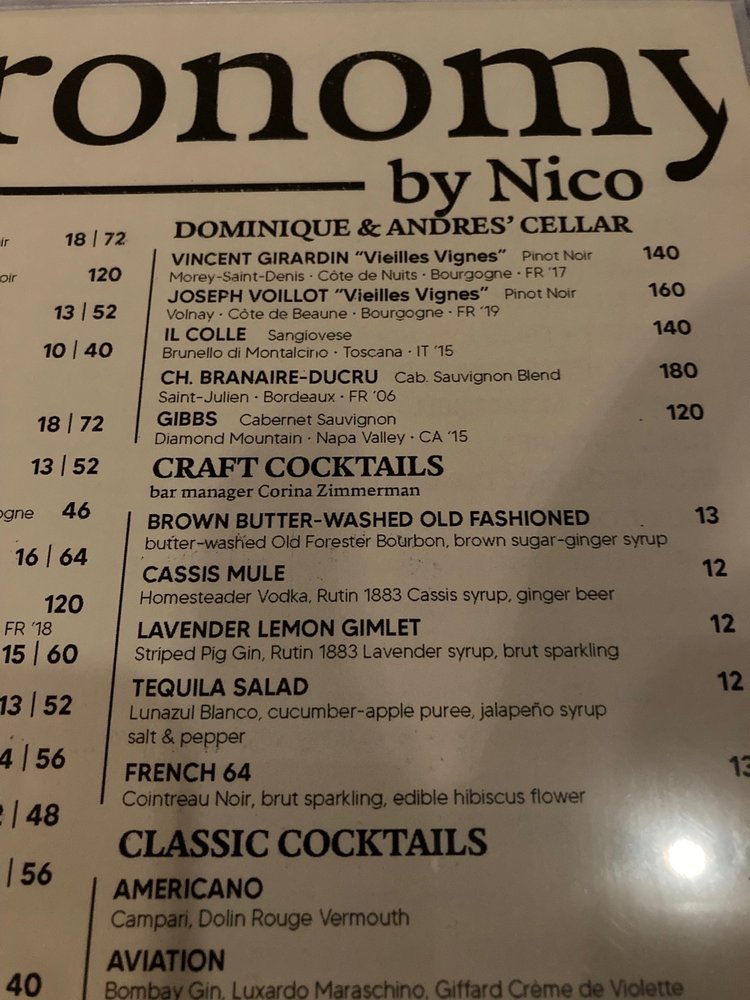 ronomy
by Nico
18 | 72
120
13 | 52
10 | 40
18 | 72
13 | 52
46
16 | 64
120
FR '18
15 | 60
13 | 52
| 56
| 48
| 56
40
DOMINIQUE & ANDRES' CELLAR
VINCENT GIRARDIN "Vieilles Vignes" Pinot Noir 140
Morey-Saint-Denis · Côte de Nuits · Bourgogne · FR '17
JOSEPH VOILLOT "Vieilles Vignes" Pinot Noir 160
Volnay · Côte de Beaune · Bourgogne · FR '19
IL COLLE Sangiovese 140
Brunello di Montalcino · Toscana · IT '15
CH. BRANAIRE-DUCRU Cab. Sauvignon Blend 180
Saint-Julien · Bordeaux · FR '06
GIBBS Cabernet Sauvignon 120
Diamond Mountain · Napa Valley · CA '15
CRAFT COCKTAILS
bar manager Corina Zimmerman
BROWN BUTTER-WASHED OLD FASHIONED 13
butter-washed Old Forester Bourbon, brown sugar-ginger syrup
CASSIS MULE 12
Homesteader Vodka, Rutin 1883 Cassis syrup, ginger beer
LAVENDER LEMON GIMLET 12
Striped Pig Gin, Rutin 1883 Lavender syrup, brut sparkling
TEQUILA SALAD 12
Lunazul Blanco, cucumber-apple puree, jalapeño syrup
salt & pepper
FRENCH 64 13
Cointreau Noir, brut sparkling, edible hibiscus flower
CLASSIC COCKTAILS
AMERICANO
Campari, Dolin Rouge Vermouth
AVIATION
Bombay Gin, Luxardo Maraschino, Giffard Crème de Violette